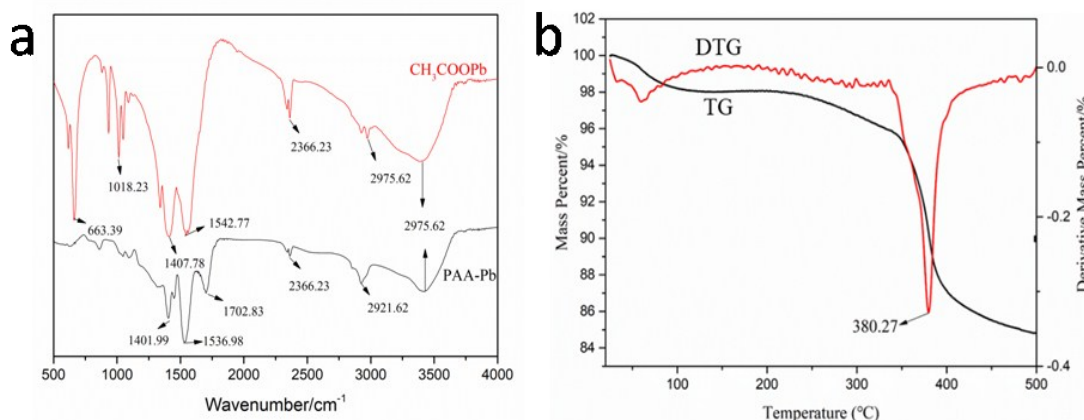 a
CH3COOPb
2366.23
2975.62
1018.23
663.39
1542.77
2975.62
1407.78
PAA-Pb
2366.23
2921.62
1702.83
1401.99
1536.98
500 1000 1500 2000 2500 3000 3500 4000
Wavenumber/cm-1
b
102
100
98
96
94
92
90
88
86
84
Mass Percent/%
DTG
TG
380.27
0.0
-0.2
-0.4
Derivative Mass Percent/%
100 200 300 400 500
Temperature (°C)